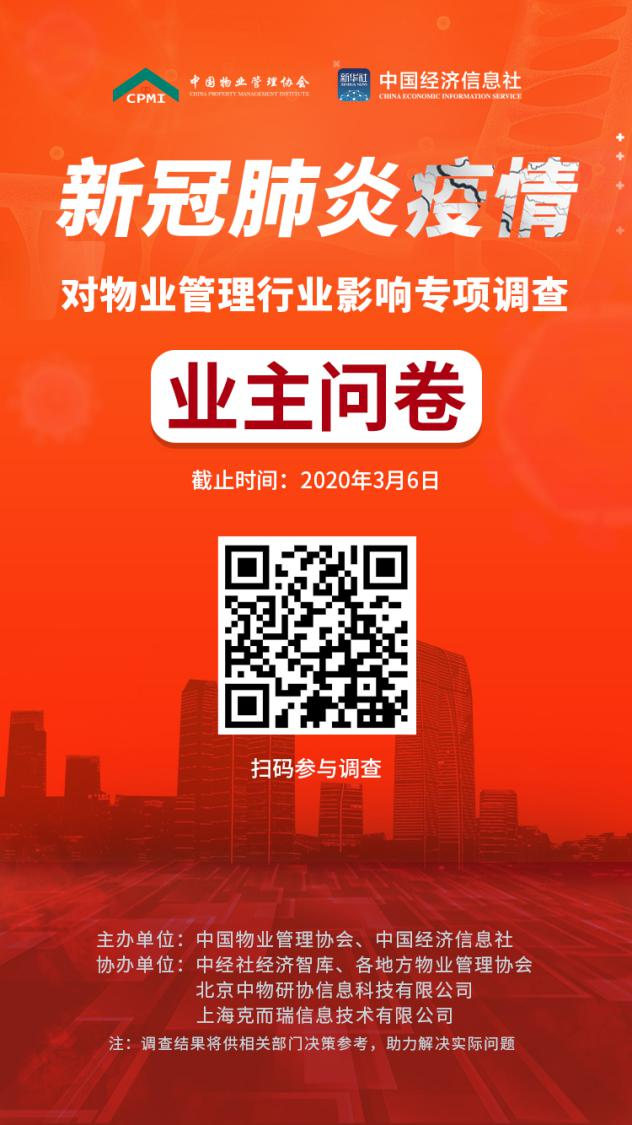 CPMI
中国物业管理协会
CHINA PROPERTY MANAGEMENT INSTITUTE
新华社
XINHUA NEWS
中国经济信息社
CHINA ECONOMIC INFORMATION SERVICE
新冠肺炎疫情
对物业管理行业影响专项调查
业主问卷
截止时间：2020年3月6日
扫码参与调查
主办单位：中国物业管理协会、中国经济信息社
协办单位：中经社经济智库、各地方物业管理协会
北京中物研协信息科技有限公司
上海克而瑞信息技术有限公司
注：调查结果将供相关部门决策参考，助力解决实际问题